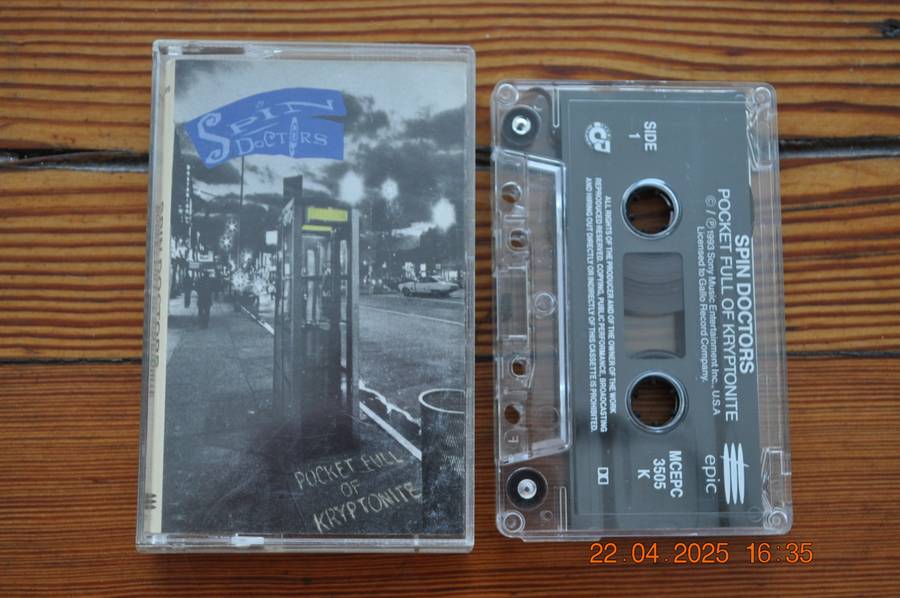 SPIN
DOCTORS
POCKET FULL
OF
KRYPTONITE
SPIN DOCTORS
POCKET FULL OF KRYPTONITE
© / ℗ 1993 Sony Music Entertainment Inc., U.S.A
Licensed to Gallo Record Company.
SIDE
1
epic
MCEPC
3505
K
ALL RIGHTS OF THE PRODUCER AND OF THE OWNER OF THE WORK
REPRODUCED RESERVED. COPYING, PUBLIC PERFORMANCE, BROADCASTING
AND HIRING OUT DIRECTLY OR INDIRECTLY OF THIS CASSETTE IS PROHIBITED.
22.04.2025 16:35